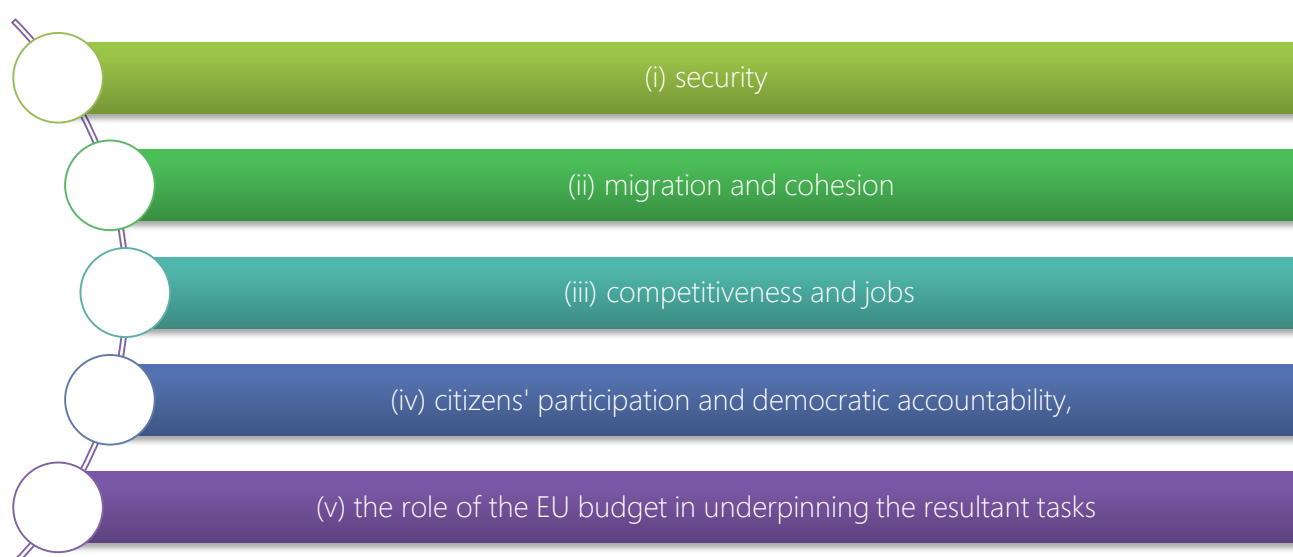 (i) security
(ii) migration and cohesion
(iii) competitiveness and jobs
(iv) citizens' participation and democratic accountability,
(v) the role of the EU budget in underpinning the resultant tasks